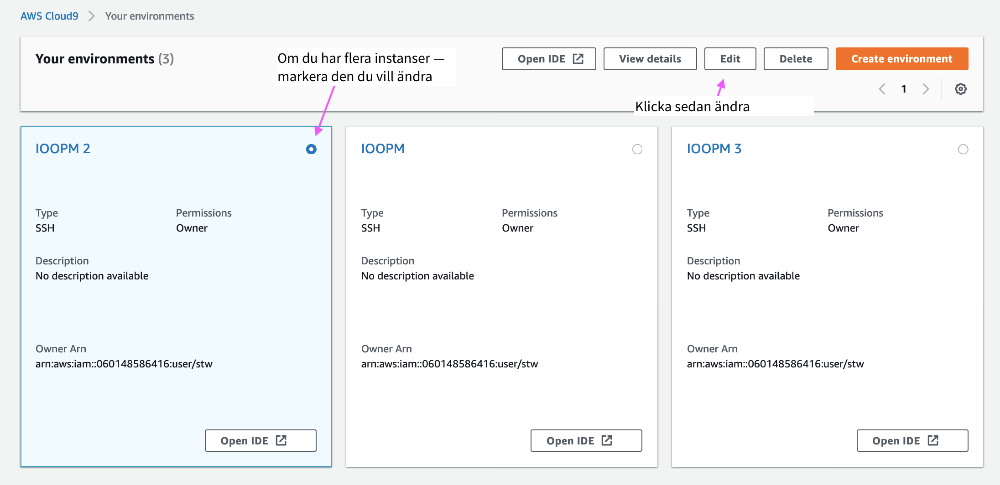 AWS Cloud9 > Your environments
Your environments (3)
Om du har flera instanser —
markera den du vill ändra
Open IDE
View details
Edit
Delete
Create environment
1
Klicka sedan ändra
IOOPM 2
Type
Permissions
SSH
Owner
Description
No description available
Owner Arn
arn:aws:iam::060148586416:user/stw
Open IDE
IOOPM
Type
Permissions
SSH
Owner
Description
No description available
Owner Arn
arn:aws:iam::060148586416:user/stw
Open IDE
IOOPM 3
Type
Permissions
SSH
Owner
Description
No description available
Owner Arn
arn:aws:iam::060148586416:user/stw
Open IDE